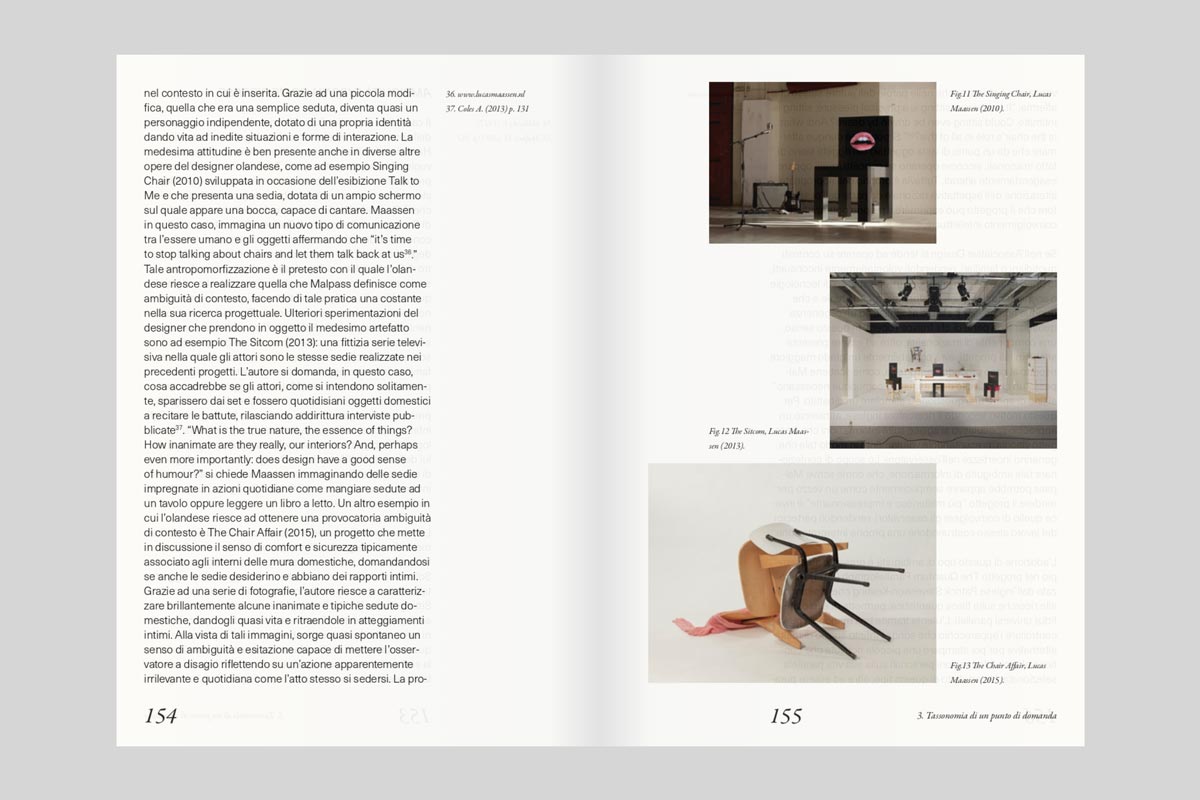 nel contesto in cui è inserita. Grazie ad una piccola modi-
fica, quella che era una semplice seduta, diventa quasi un
personaggio indipendente, dotato di una propria identità
dando vita ad inedite situazioni e forme di interazione. La
medesima attitudine è ben presente anche in diverse altre
opere del designer olandese, come ad esempio Singing
Chair (2010) sviluppata in occasione dell'esibizione Talk to
Me e che presenta una sedia, dotata di un ampio schermo
sul quale appare una bocca, capace di cantare. Maassen
in questo caso, immagina un nuovo tipo di comunicazione
tra l'essere umano e gli oggetti affermando che "it's time
to stop talking about chairs and let them talk back at us³⁶."
Tale antropomorfizzazione è il pretesto con il quale l'olan-
dese riesce a realizzare quella che Malpass definisce come
ambiguità di contesto, facendo di tale pratica una costante
nella sua ricerca progettuale. Ulteriori sperimentazioni del
designer che prendono in oggetto il medesimo artefatto
sono ad esempio The Sitcom (2013): una fittizia serie televi-
siva nella quale gli attori sono le stesse sedie realizzate nei
precedenti progetti. L'autore si domanda, in questo caso,
cosa accadrebbe se gli attori, come si intendono solitamen-
te, sparissero dai set e fossero quotidisiani oggetti domestici
a recitare le battute, rilasciando addirittura interviste pub-
blicate³⁷. "What is the true nature, the essence of things?
How inanimate are they really, our interiors? And, perhaps
even more importantly: does design have a good sense
of humour?" si chiede Maassen immaginando delle sedie
impregnate in azioni quotidiane come mangiare sedute ad
un tavolo oppure leggere un libro a letto. Un altro esempio in
cui l'olandese riesce ad ottenere una provocatoria ambiguità
di contesto è The Chair Affair (2015), un progetto che mette
in discussione il senso di comfort e sicurezza tipicamente
associato agli interni delle mura domestiche, domandandosi
se anche le sedie desiderino e abbiano dei rapporti intimi.
Grazie ad una serie di fotografie, l'autore riesce a caratteriz-
zare brillantemente alcune inanimate e tipiche sedute do-
mestiche, dandogli quasi vita e ritraendole in atteggiamenti
intimi. Alla vista di tali immagini, sorge quasi spontaneo un
senso di ambiguità e esitazione capace di mettere l'osser-
vatore a disagio riflettendo su un'azione apparentemente
irrilevante e quotidiana come l'atto stesso si sedersi. La pro-
36. www.lucasmaassen.nl
37. Coles A. (2013) p. 131
154
Fig.11 The Singing Chair, Lucas
Maassen (2010).
Fig.12 The Sitcom, Lucas Maas-
sen (2013).
Fig.13 The Chair Affair, Lucas
Maassen (2015).
155
3. Tassonomia di un punto di domanda